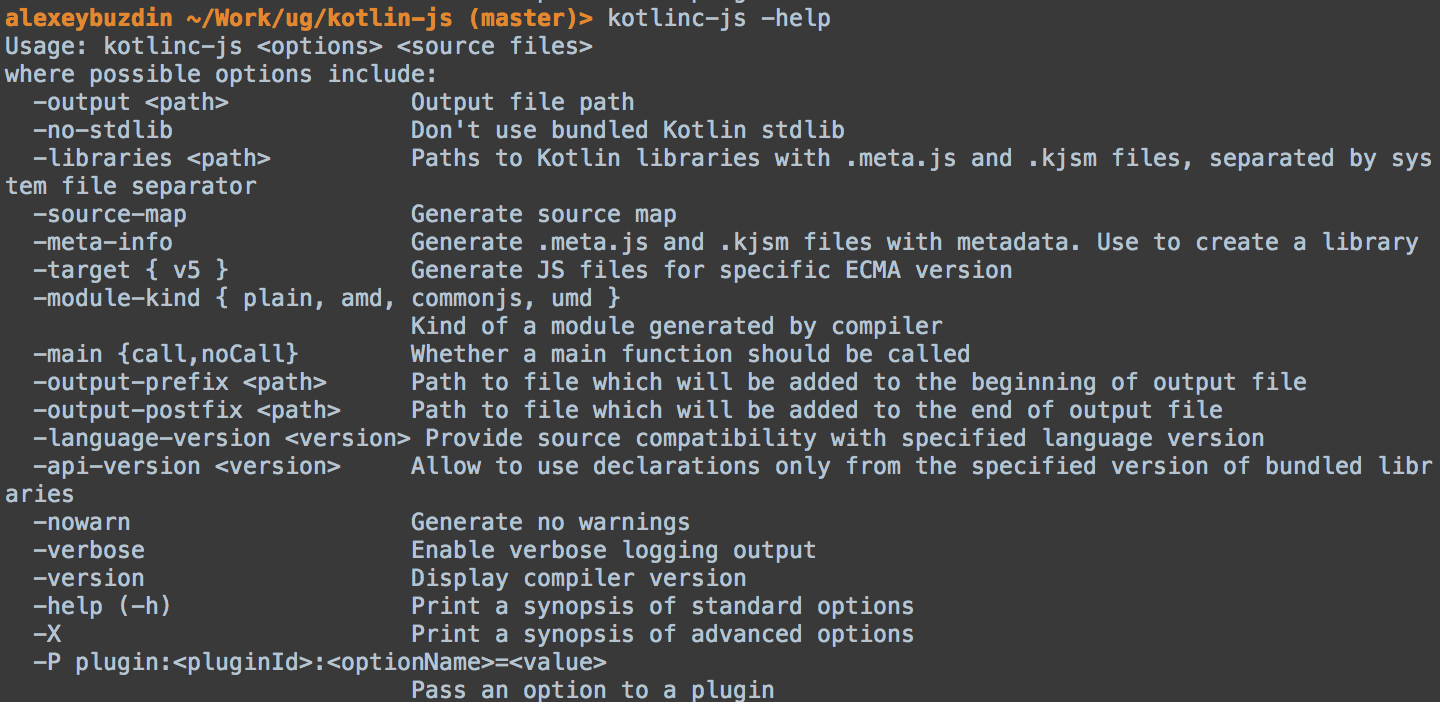 alexeybuzdin ~/Work/ug/kotlin-js (master)> kotlinc-js -help
Usage: kotlinc-js <options> <source files>
where possible options include:
  -output <path>             Output file path
  -no-stdlib                 Don't use bundled Kotlin stdlib
  -libraries <path>          Paths to Kotlin libraries with .meta.js and .kjsm files, separated by sys
tem file separator
  -source-map                Generate source map
  -meta-info                 Generate .meta.js and .kjsm files with metadata. Use to create a library
  -target { v5 }             Generate JS files for specific ECMA version
  -module-kind { plain, amd, commonjs, umd }
                             Kind of a module generated by compiler
  -main {call,noCall}        Whether a main function should be called
  -output-prefix <path>      Path to file which will be added to the beginning of output file
  -output-postfix <path>     Path to file which will be added to the end of output file
  -language-version <version> Provide source compatibility with specified language version
  -api-version <version>     Allow to use declarations only from the specified version of bundled libr
aries
  -nowarn                    Generate no warnings
  -verbose                   Enable verbose logging output
  -version                   Display compiler version
  -help (-h)                 Print a synopsis of standard options
  -X                         Print a synopsis of advanced options
  -P plugin:<pluginId>:<optionName>=<value>
                             Pass an option to a plugin